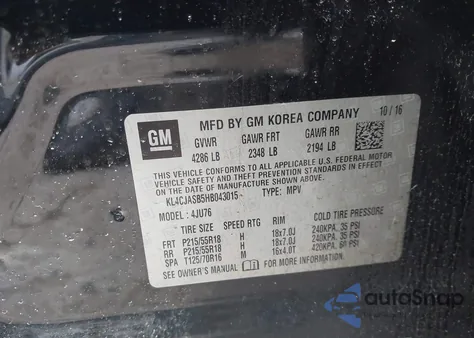 GM
MFD BY GM KOREA COMPANY
10/16
GVWR GAWR FRT GAWR RR
4286 LB 2348 LB 2194 LB
THIS VEHICLE CONFORMS TO ALL APPLICABLE U.S. FEDERAL MOTOR
VEHICLE SAFETY, BUMPER, AND THEFT PREVENTION STANDARDS IN EFFECT
ON THE DATE OF MANUFACTURE SHOWN ABOVE.
KL4CJASB5HB043015 TYPE: MPV
MODEL: 4JU76
TIRE SIZE SPEED RTG RIM COLD TIRE PRESSURE
FRT P215/55R18 H 18x7.0J 240KPA, 35 PSI
RR P215/55R18 H 18x7.0J 240KPA, 35 PSI
SPA T125/70R16 M 16x4.0T 420KPA, 60 PSI
SEE OWNER'S MANUAL FOR MORE INFORMATION.
autoSnap